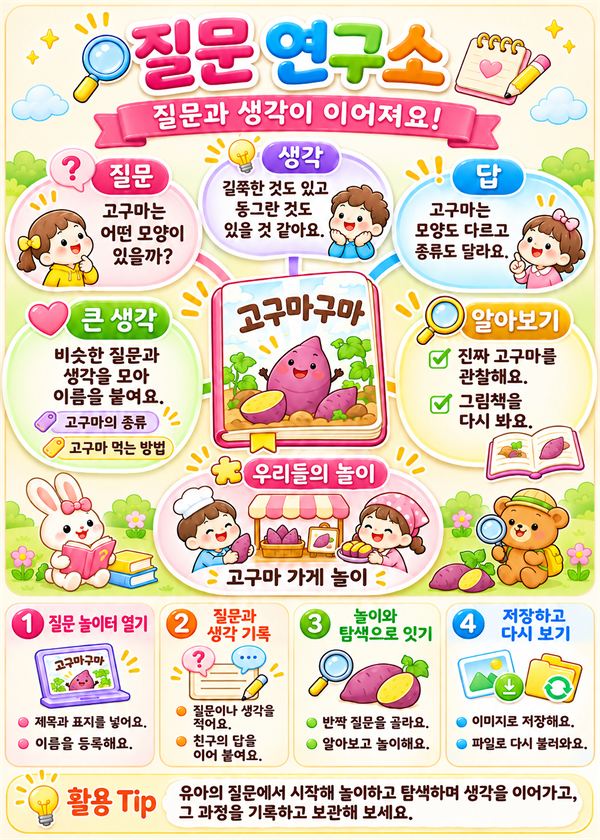 질문 연구소
질문과 생각이 이어져요!
?
질문
고구마는
어떤 모양이
있을까?
생각
길쭉한 것도 있고
동그란 것도
있을 것 같아요.
답
고구마는
모양도 다르고
종류도 달라요.
큰 생각
비슷한 질문과
생각을 모아
이름을 붙여요.
고구마의 종류
고구마 먹는 방법
고구마구마
알아보기
진짜 고구마를
관찰해요.
그림책을
다시 봐요.
우리들의 놀이
고구마 가게 놀이
1 질문 놀이터 열기
고구마구마
제목과 표지를 넣어요.
이름을 등록해요.
2 질문과
생각 기록
?
질문이나 생각을
적어요.
친구의 답을
이어 붙여요.
3 놀이와
탐색으로 잇기
반짝 질문을 골라요.
알아보고 놀이해요.
4 저장하고
다시 보기
이미지로 저장해요.
파일로 다시 불러와요.
활용 Tip
유아의 질문에서 시작해 놀이하고 탐색하며 생각을 이어가고,
그 과정을 기록하고 보관해 보세요.